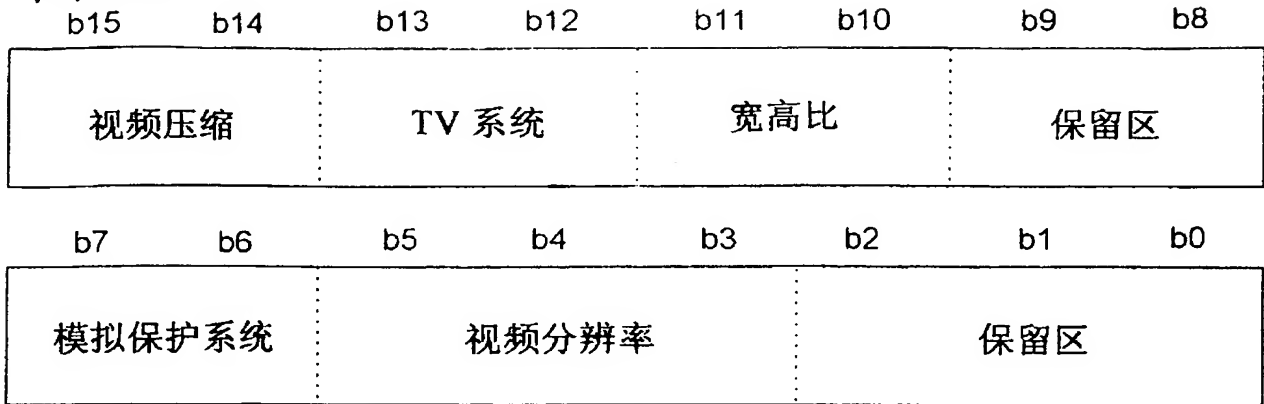 b15 b14 b13 b12 b11 b10 b9 b8
视频压缩 TV 系统 宽高比 保留区
b7 b6 b5 b4 b3 b2 b1 b0
模拟保护系统 视频分辨率 保留区